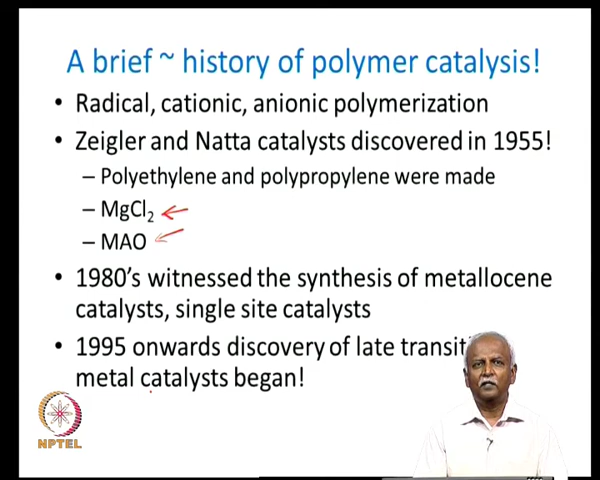 A brief ~ history of polymer catalysis!
• Radical, cationic, anionic polymerization
• Zeigler and Natta catalysts discovered in 1955!
– Polyethylene and polypropylene were made
– MgCl₂
– MAO
• 1980's witnessed the synthesis of metallocene
catalysts, single site catalysts
• 1995 onwards discovery of late transiti
metal catalysts began!
NPTEL